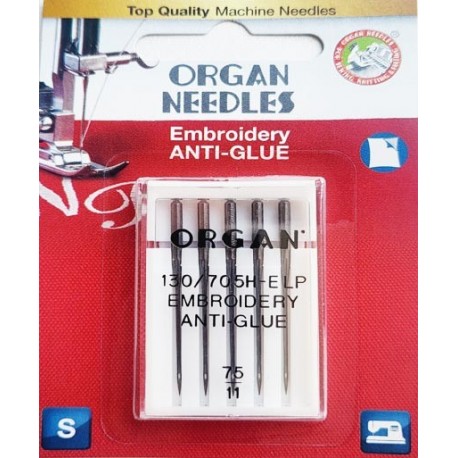 Top Quality Machine Needles
ORGAN
NEEDLES
Embroidery
ANTI-GLUE
ORGAN
130/705H-ELP
EMBROIDERY
ANTI-GLUE
75
11
S